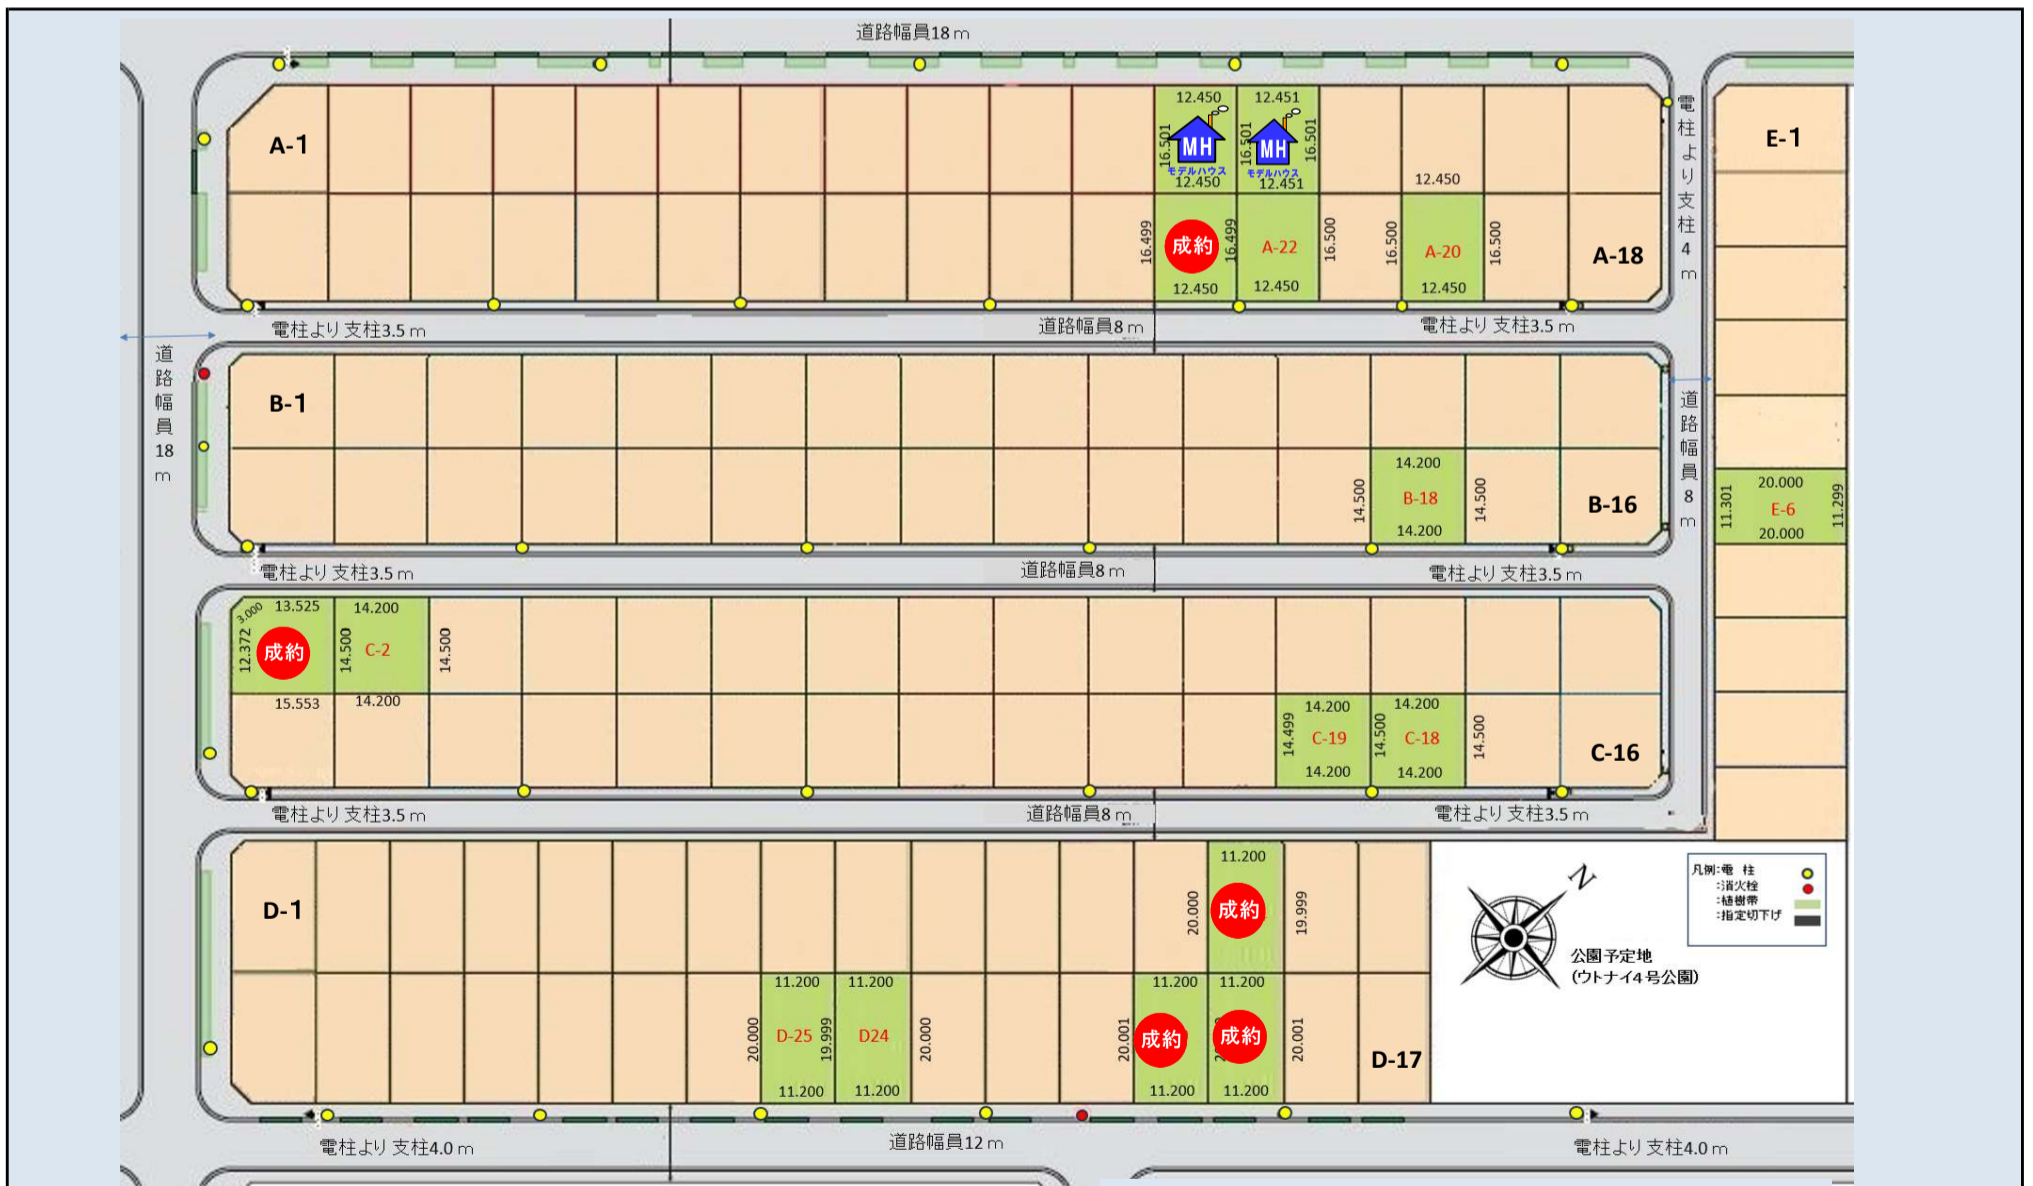 道路幅員18ｍ
A-1
12.450
12.451
16.501
MH
モデルハウス
12.450
16.501
MH
モデルハウス
12.451
16.501
12.450
電柱より支柱4ｍ
E-1
16.499
成約
16.499
12.450
A-22
12.450
16.500
16.500
A-20
12.450
16.500
A-18
電柱より 支柱3.5ｍ
道路幅員8ｍ
電柱より 支柱3.5ｍ
道路幅員18ｍ
B-1
道路幅員8ｍ
14.200
14.500
B-18
14.500
14.200
B-16
20.000
11.301
E-6
11.299
20.000
電柱より 支柱3.5ｍ
道路幅員8ｍ
電柱より 支柱3.5ｍ
3.000
13.525
14.200
12.372
成約
14.500
C-2
14.500
15.553
14.200
14.200
14.200
14.499
C-19
14.500
C-18
14.500
14.200
14.200
C-16
電柱より 支柱3.5ｍ
道路幅員8ｍ
電柱より 支柱3.5ｍ
D-1
11.200
20.000
成約
19.999
凡例:電　柱
:消火栓
:植樹帯
:指定切下げ
N
公園予定地
(ウトナイ4号公園)
11.200
11.200
11.200
11.200
20.000
D-25
19.999
D24
20.000
20.001
成約
成約
20.001
D-17
11.200
11.200
11.200
11.200
電柱より 支柱4.0ｍ
道路幅員12ｍ
電柱より 支柱4.0ｍ